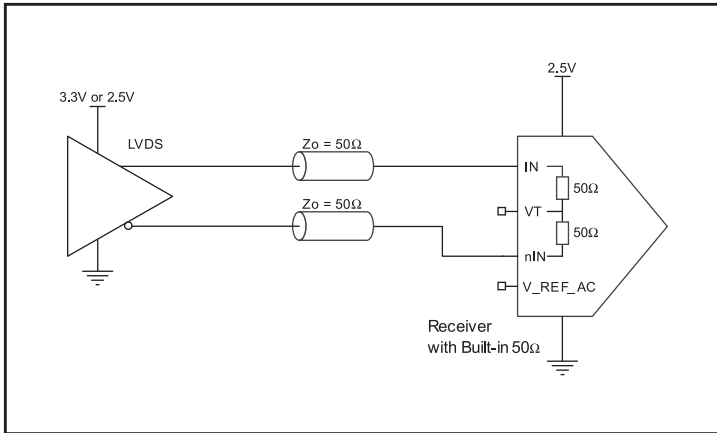 2.5V
3.3V or 2.5V
LVDS
Zo = 50Ω
IN
50Ω
Zo = 50Ω
VT
50Ω
nIN
V_REF_AC
Receiver
with Built-in 50Ω